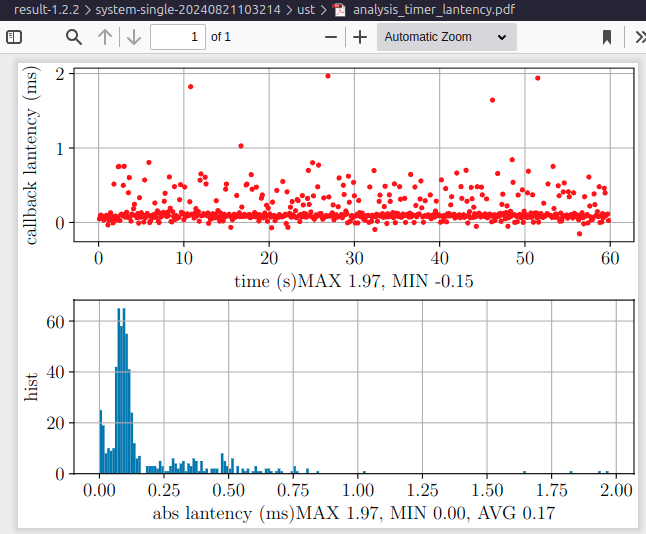 result-1.2.2 > system-single-20240821103214 > ust > analysis_timer_lantency.pdf
1 of 1 Automatic Zoom
callback lantency (ms)
2
1
0
0 10 20 30 40 50 60
time (s)MAX 1.97, MIN -0.15
hist
60
40
20
0
0.00 0.25 0.50 0.75 1.00 1.25 1.50 1.75 2.00
abs lantency (ms)MAX 1.97, MIN 0.00, AVG 0.17